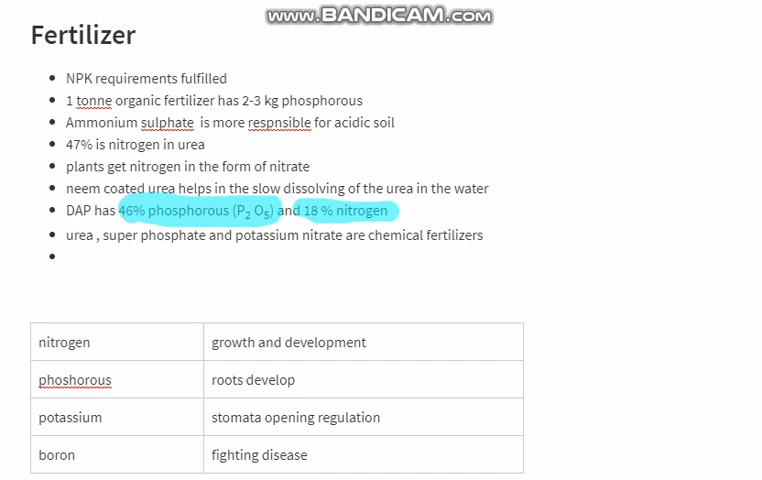 www.BANDICAM.com
Fertilizer
• NPK requirements fulfilled
• 1 tonne organic fertilizer has 2-3 kg phosphorous
• Ammonium sulphate is more respnsible for acidic soil
• 47% is nitrogen in urea
• plants get nitrogen in the form of nitrate
• neem coated urea helps in the slow dissolving of the urea in the water
• DAP has 46% phosphorous (P₂ O₅) and 18 % nitrogen
• urea , super phosphate and potassium nitrate are chemical fertilizers
•
nitrogen growth and development
phoshorous roots develop
potassium stomata opening regulation
boron fighting disease